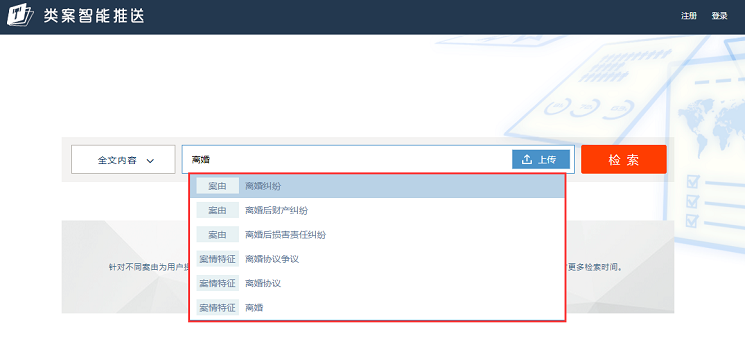 类案智能推送
注册 登录
全文内容 离婚 上传 检索
案由 离婚纠纷
案由 离婚后财产纠纷
案由 离婚后损害责任纠纷
案情特征 离婚协议争议
针对不同案由为用户 更多检索时间。
案情特征 离婚协议
案情特征 离婚